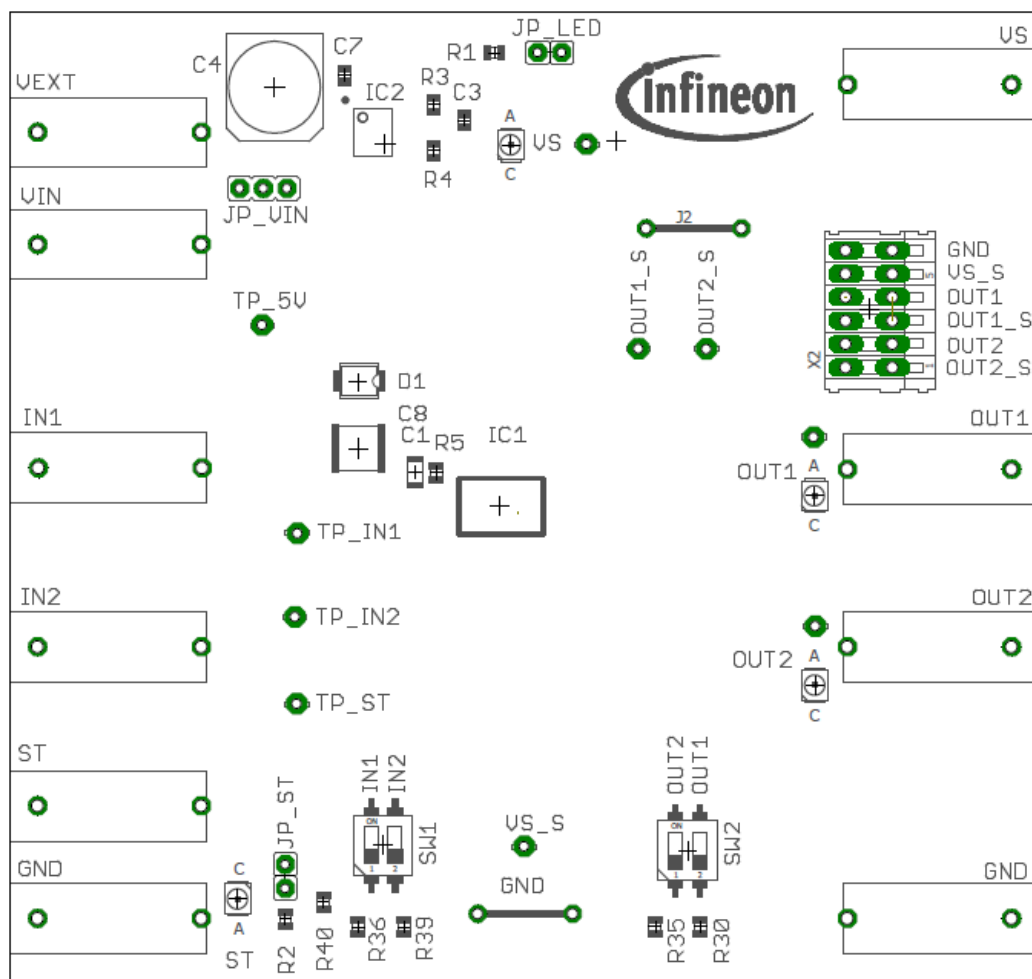 JP_LED
VS
C7
C4
R1
infineon
VEXT
IC2
R3
C3
A
VS
C
R4
VIN
JP_VIN
J2
OUT1_S
OUT2_S
GND
VS_S
OUT1
OUT1_S
OUT2
OUT2_S
5
1
X2
TP_5V
D1
C8
IN1
C1
R5
IC1
OUT1
OUT1
A
C
TP_IN1
IN2
TP_IN2
OUT2
OUT2
A
C
TP_ST
ST
IN1
IN2
OUT2
OUT1
JP_ST
ON
1
2
SW1
VS_S
ON
1
2
SW2
GND
C
A
ST
R2
R40
R36
R39
GND
R35
R30
GND